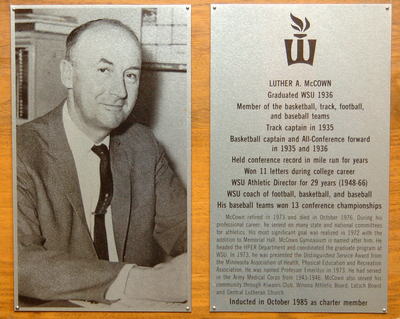 LUTHER A. McCOWN
Graduated WSU 1936
Member of the basketball, track, football,
and baseball teams
Track captain in 1935
Basketball captain and All-Conference forward
in 1935 and 1936
Held conference record in mile run for years
Won 11 letters during college career
WSU Athletic Director for 29 years (1948-66)
WSU coach of football, basketball, and baseball
His baseball teams won 13 conference championships
McCown retired in 1973 and died in October 1976. During his
professional career, he served on many state and national committees
for athletics. His most significant goal was realized in 1972 with the
addition to Memorial Hall. McCown Gymnasium is named after him. He
headed the HPER Department and coordinated the graduate program at
WSU. In 1973, he was presented the Distinguished Service Award from
the Minnesota Association of Health, Physical Education and Recreation
Association. He was named Professor Emeritus in 1973. He had served
in the Army Medical Corps from 1943-1946. McCown also served his
community through Kiwanis Club, Winona Athletic Board, Latsch Board
and Central Lutheran Church.
Inducted in October 1985 as charter member